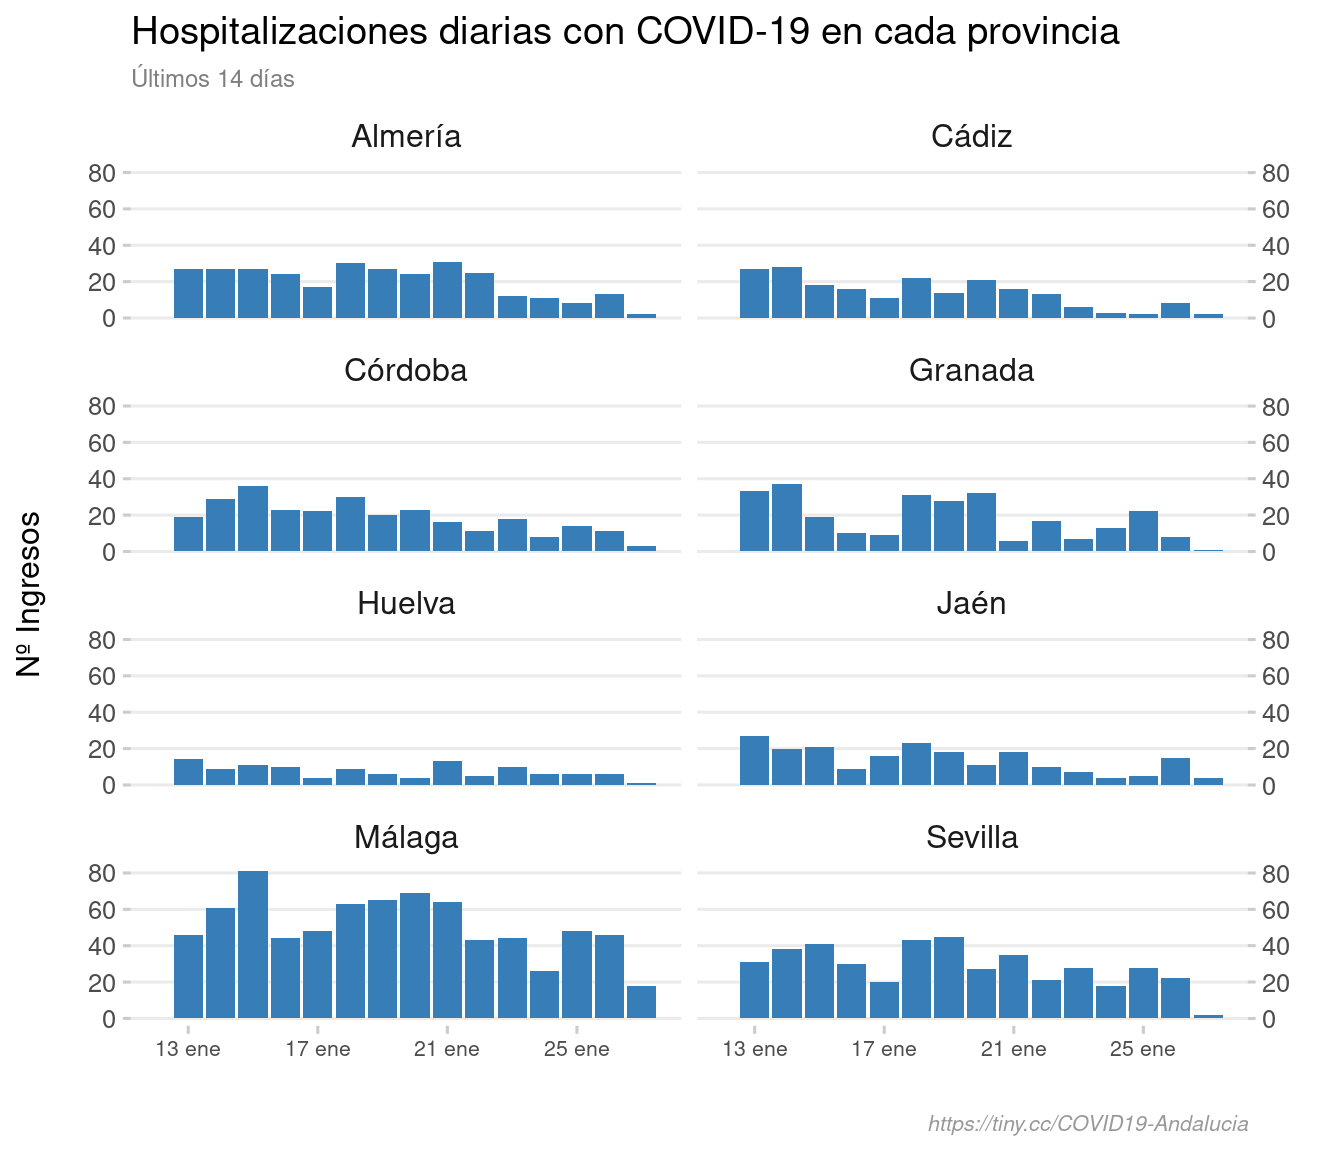 Hospitalizaciones diarias con COVID-19 en cada provincia
Últimos 14 días
Almería
Cádiz
80
60
40
20
0
80
60
40
20
0
Córdoba
Granada
80
60
40
20
0
80
60
40
20
0
Nº Ingresos
Huelva
Jaén
80
60
40
20
0
80
60
40
20
0
Málaga
Sevilla
80
60
40
20
0
80
60
40
20
0
13 ene 17 ene 21 ene 25 ene
13 ene 17 ene 21 ene 25 ene
https://tiny.cc/COVID19-Andalucia